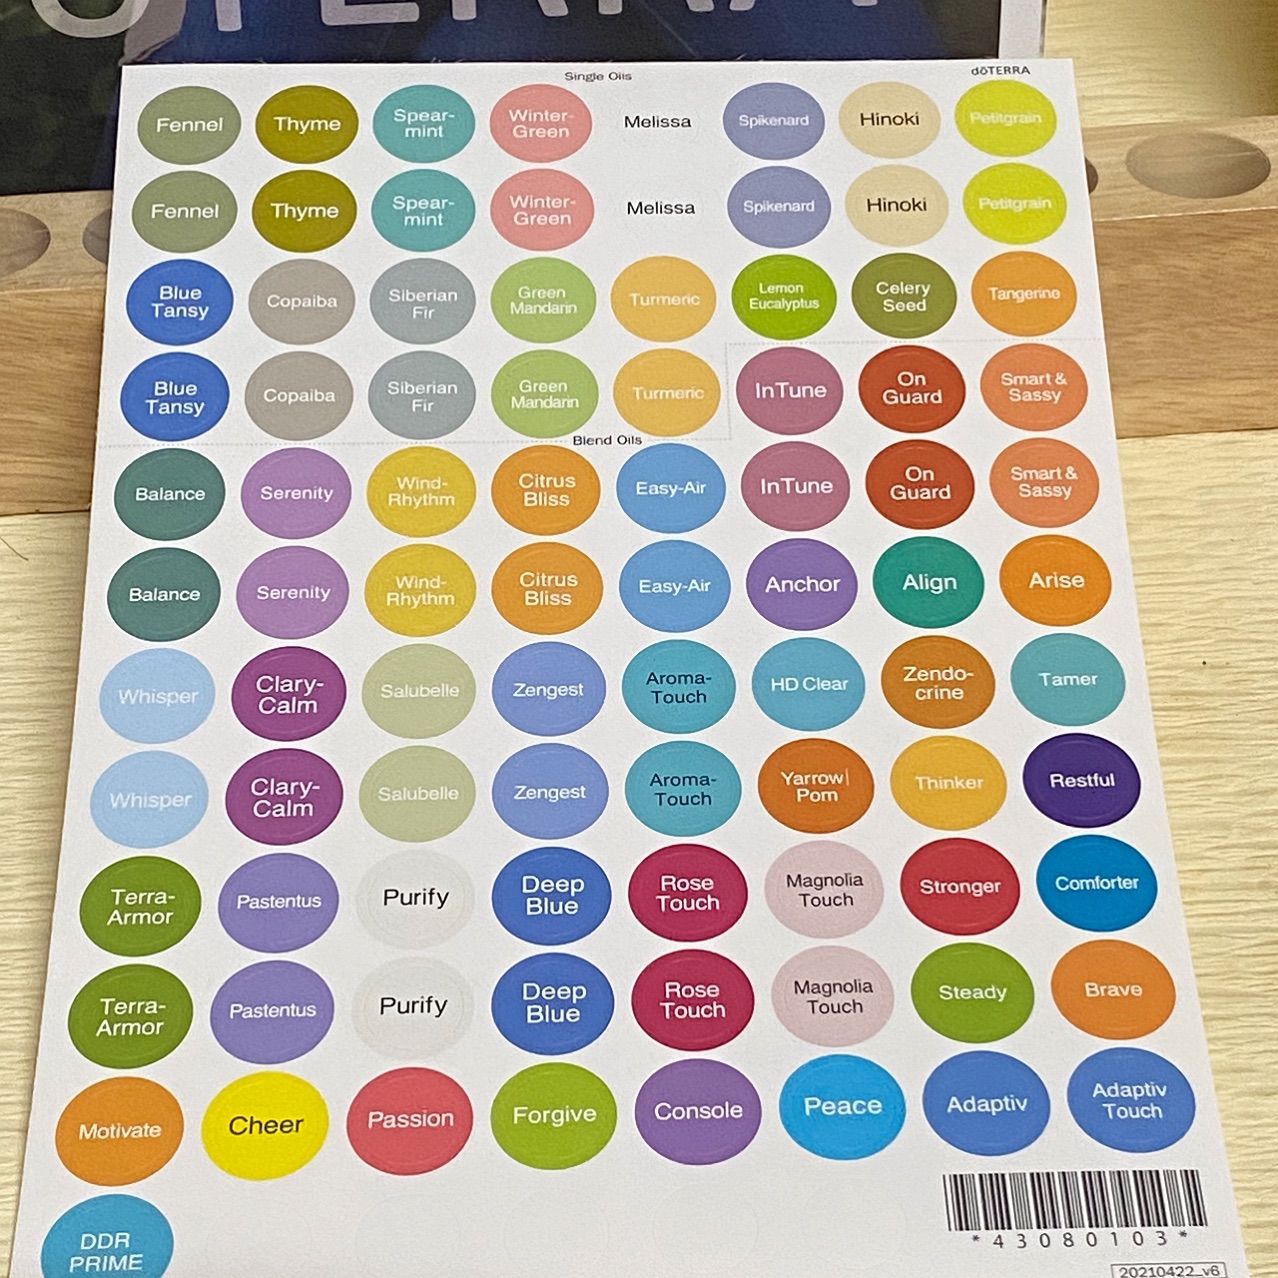 ŌTERRA
Single Oils
dōTERRA
Fennel Thyme Spear-mint Winter-Green Melissa Spikenard Hinoki Petitgrain
Fennel Thyme Spear-mint Winter-Green Melissa Spikenard Hinoki Petitgrain
Blue Tansy Copaiba Siberian Fir Green Mandarin Turmeric Lemon Eucalyptus Celery Seed Tangerine
Blue Tansy Copaiba Siberian Fir Green Mandarin Turmeric InTune On Guard Smart & Sassy
Blend Oils
Balance Serenity Wind-Rhythm Citrus Bliss Easy-Air InTune On Guard Smart & Sassy
Balance Serenity Wind-Rhythm Citrus Bliss Easy-Air Anchor Align Arise
Whisper Clary-Calm Salubelle Zengest Aroma-Touch HD Clear Zendo-crine Tamer
Whisper Clary-Calm Salubelle Zengest Aroma-Touch Yarrow| Pom Thinker Restful
Terra-Armor Pastentus Purify Deep Blue Rose Touch Magnolia Touch Stronger Comforter
Terra-Armor Pastentus Purify Deep Blue Rose Touch Magnolia Touch Steady Brave
Motivate Cheer Passion Forgive Console Peace Adaptiv Adaptiv Touch
DDR PRIME
*43080103*
20210422_v6